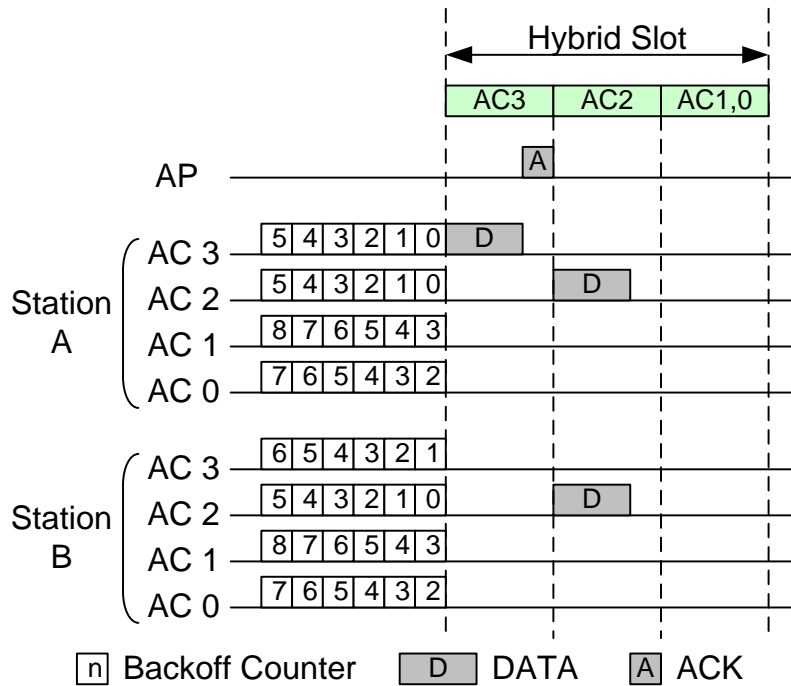 Hybrid Slot
AC3 AC2 AC1,0
AP A
Station A
AC 3 5 4 3 2 1 0 D
AC 2 5 4 3 2 1 0 D
AC 1 8 7 6 5 4 3
AC 0 7 6 5 4 3 2
Station B
AC 3 6 5 4 3 2 1
AC 2 5 4 3 2 1 0 D
AC 1 8 7 6 5 4 3
AC 0 7 6 5 4 3 2
n Backoff Counter D DATA A ACK